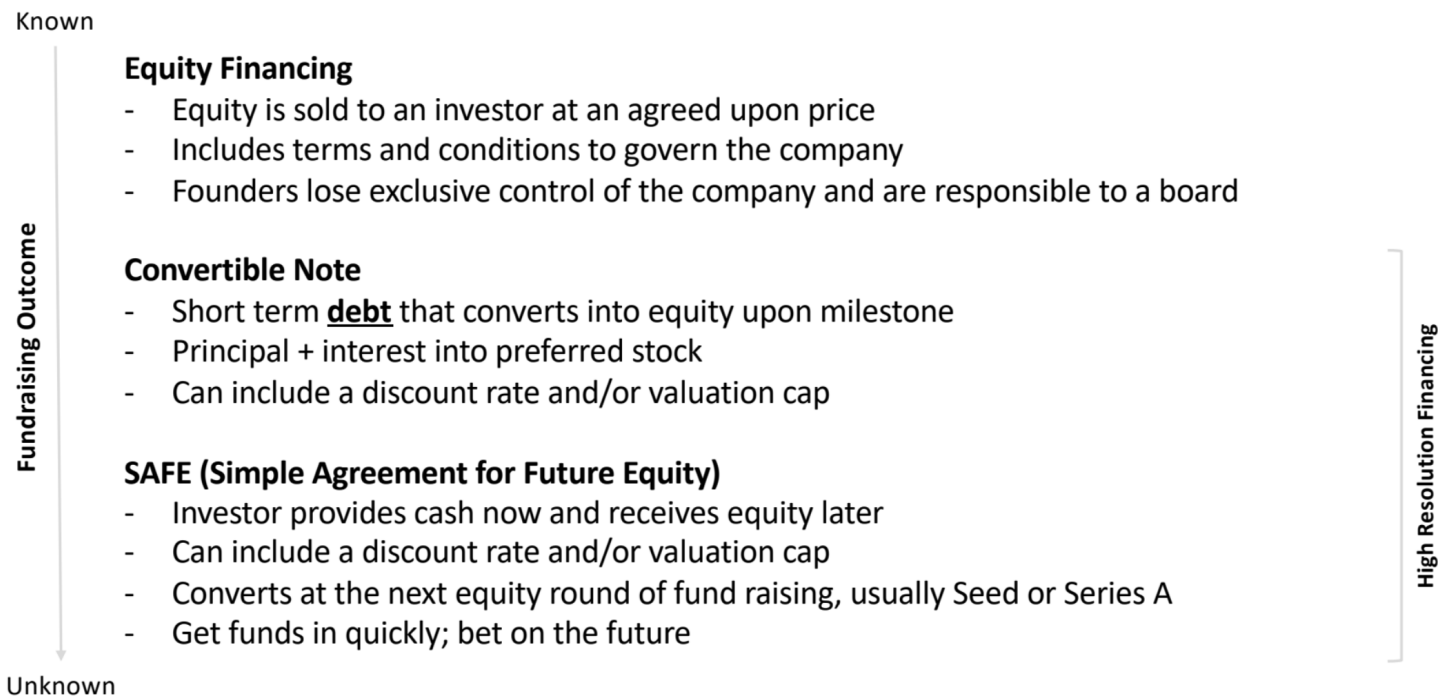 Known
Equity Financing
- Equity is sold to an investor at an agreed upon price
- Includes terms and conditions to govern the company
- Founders lose exclusive control of the company and are responsible to a board
Fundraising Outcome
Convertible Note
- Short term debt that converts into equity upon milestone
- Principal + interest into preferred stock
- Can include a discount rate and/or valuation cap
High Resolution Financing
SAFE (Simple Agreement for Future Equity)
- Investor provides cash now and receives equity later
- Can include a discount rate and/or valuation cap
- Converts at the next equity round of fund raising, usually Seed or Series A
- Get funds in quickly; bet on the future
Unknown